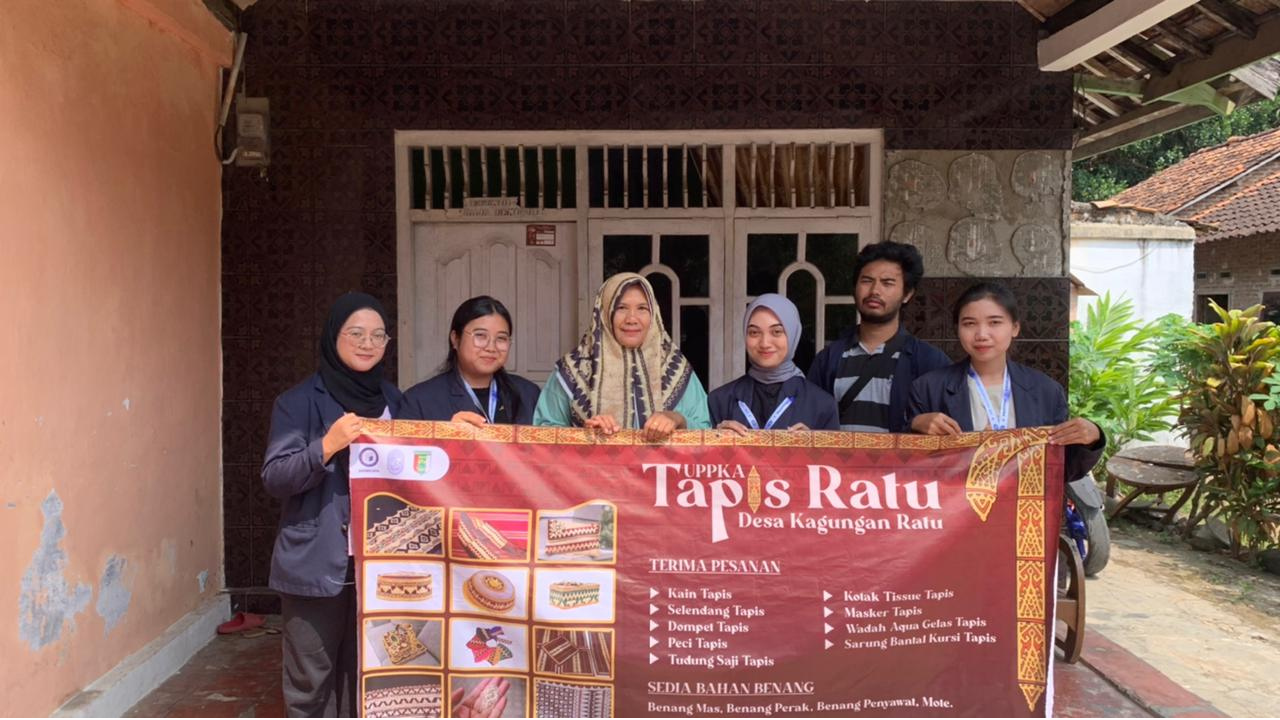 UPPKA
Tapis Ratu
Desa Kagungan Ratu
TERIMA PESANAN
Kain Tapis
Selendang Tapis
Dompet Tapis
Peci Tapis
Tudung Saji Tapis
Kotak Tissue Tapis
Masker Tapis
Wadah Aqua Gelas Tapis
Sarung Bantal Kursi Tapis
SEDIA BAHAN BENANG
Benang Mas, Benang Perak, Benang Penyawat, Mote.